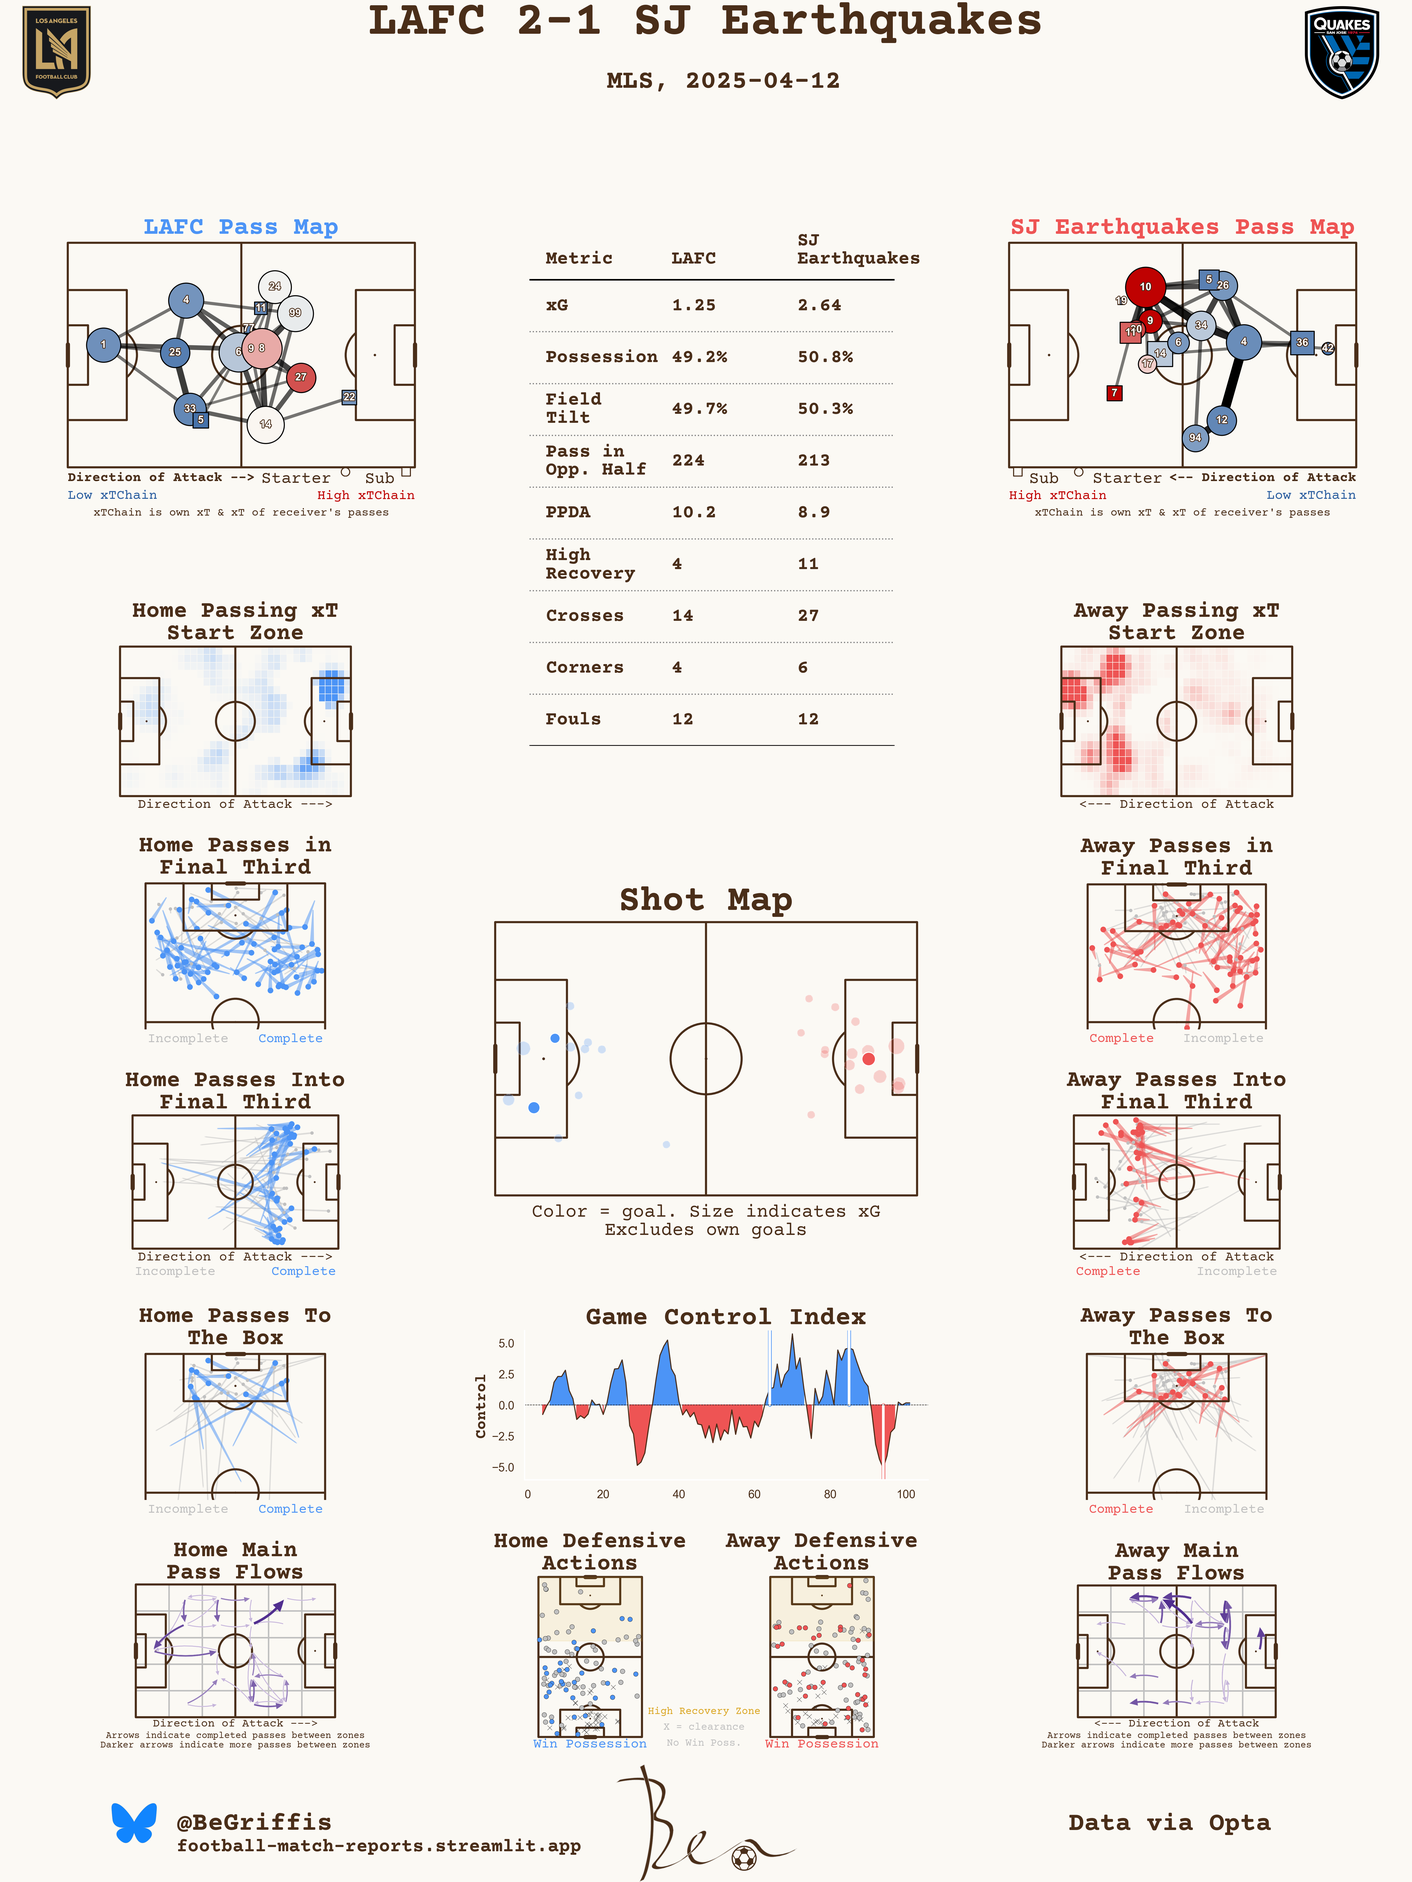 LAFC 2-1 SJ Earthquakes
MLS, 2025-04-12
LOS ANGELES
LA
FOOTBALL CLUB
QUAKES
LAFC Pass Map
24
4
11
99
77
1
25
6
9
8
27
33
5
22
14
Direction of Attack --> Starter Sub
Low xTChain High xTChain
xTChain is own xT & xT of receiver's passes
Metric LAFC SJ Earthquakes
xG 1.25 2.64
Possession 49.2% 50.8%
Field Tilt 49.7% 50.3%
Pass in Opp. Half 224 213
PPDA 10.2 8.9
High Recovery 4 11
Crosses 14 27
Corners 4 6
Fouls 12 12
SJ Earthquakes Pass Map
10
5
26
19
9
11
20
34
6
14
4
36
42
17
7
12
94
Sub Starter <-- Direction of Attack
High xTChain Low xTChain
xTChain is own xT & xT of receiver's passes
Home Passing xT
Start Zone
Direction of Attack --->
Home Passes in
Final Third
Incomplete Complete
Home Passes Into
Final Third
Direction of Attack --->
Incomplete Complete
Home Passes To
The Box
Incomplete Complete
Home Main
Pass Flows
Direction of Attack --->
Arrows indicate completed passes between zones
Darker arrows indicate more passes between zones
Shot Map
Color = goal. Size indicates xG
Excludes own goals
Game Control Index
Control
5.0
2.5
0.0
−2.5
−5.0
0 20 40 60 80 100
Home Defensive
Actions
Win Possession
Away Defensive
Actions
Win Possession
High Recovery Zone
X = clearance
No Win Poss.
Away Passing xT
Start Zone
<--- Direction of Attack
Away Passes in
Final Third
Complete Incomplete
Away Passes Into
Final Third
<--- Direction of Attack
Complete Incomplete
Away Passes To
The Box
Complete Incomplete
Away Main
Pass Flows
<--- Direction of Attack
Arrows indicate completed passes between zones
Darker arrows indicate more passes between zones
@BeGriffis
football-match-reports.streamlit.app
Ben
Data via Opta